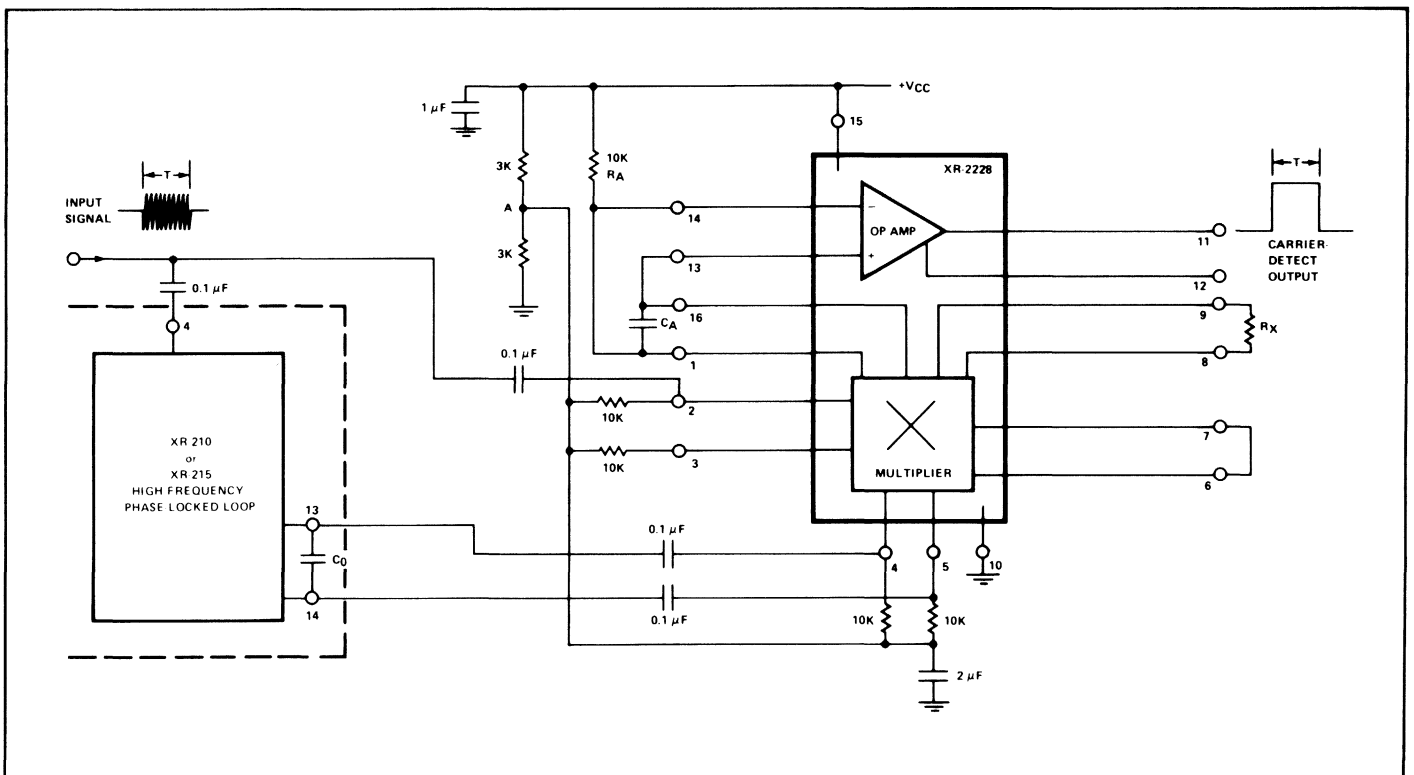 +VCC
1 µF
15
3K
10K
RA
XR-2228
T
T
INPUT
SIGNAL
A
14
−
OP AMP
+
11
CARRIER-
DETECT
OUTPUT
3K
13
12
0.1 µF
16
9
CA
RX
4
1
8
0.1 µF
10K
2
7
XR 210
or
XR 215
HIGH FREQUENCY
PHASE LOCKED LOOP
10K
3
MULTIPLIER
6
13
0.1 µF
C0
4
5
10
14
0.1 µF
10K
10K
2 µF